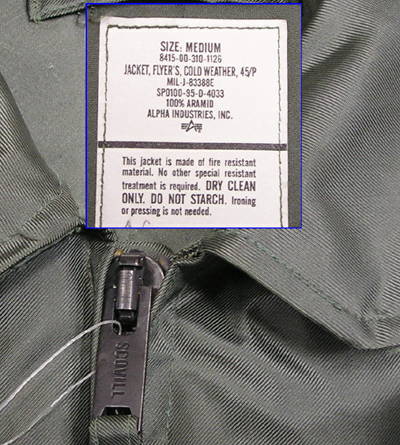 SIZE: MEDIUM
8415-00-310-1126
JACKET, FLYER'S, COLD WEATHER, 45/P
MIL-J-83388E
SPO100-95-D-4033
100% ARAMID
ALPHA INDUSTRIES, INC.
This jacket is made of fire resistant
material. No other special resistant
treatment is required. DRY CLEAN
ONLY. DO NOT STARCH. Ironing
or pressing is not needed.
SCOVILL